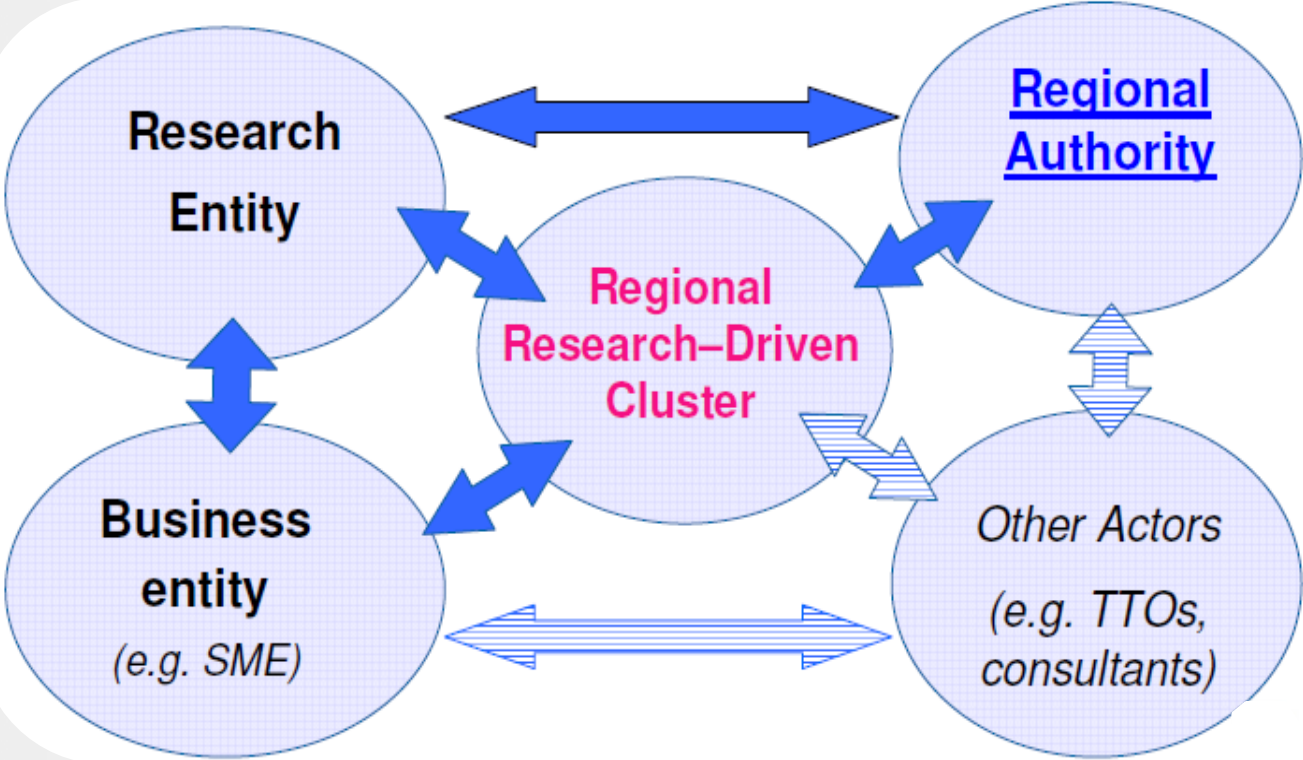 Research
Entity
Regional
Authority
Regional
Research–Driven
Cluster
Business
entity
(e.g. SME)
Other Actors
(e.g. TTOs,
consultants)